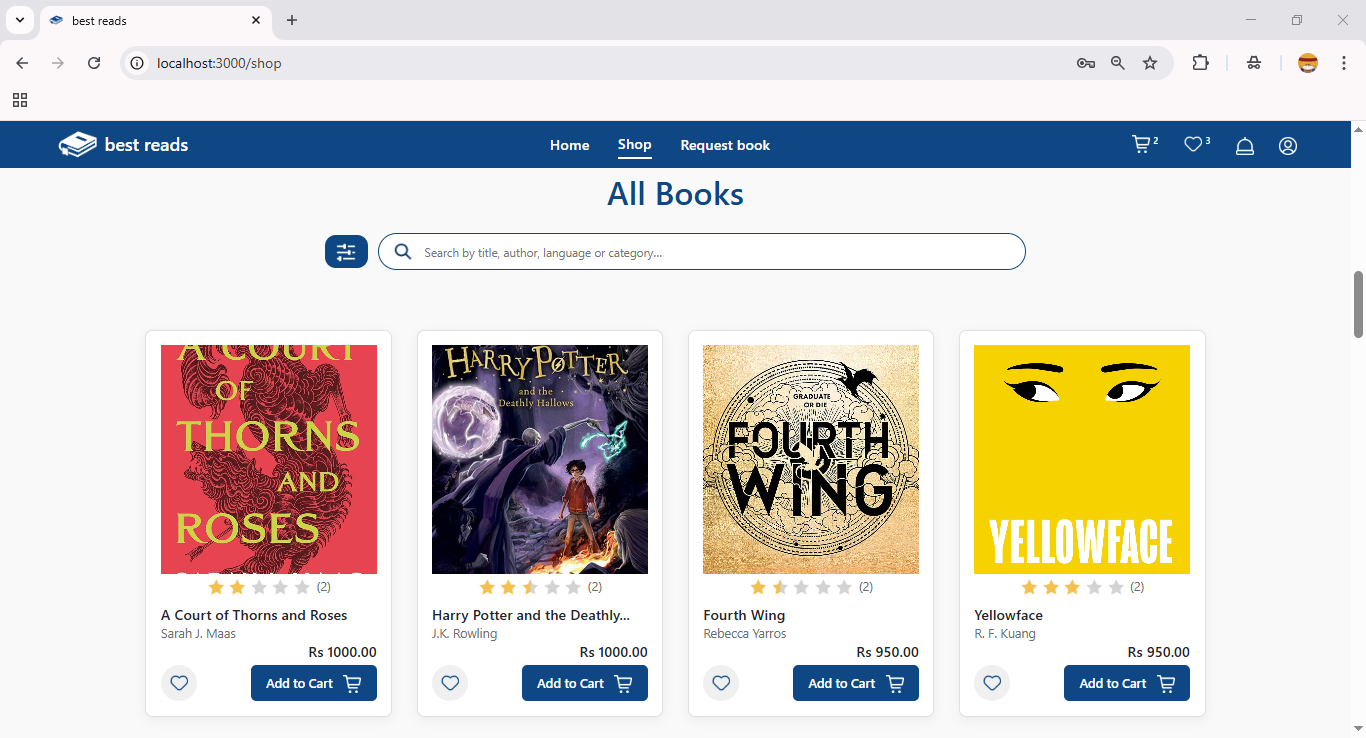 best reads
localhost:3000/shop
best reads
Home
Shop
Request book
2
3
All Books
Search by title, author, language or category...
A COURT
OF
THORNS
AND
ROSES
HARRY POTTER
and the
Deathly Hallows
GRADUATE
OR DIE
FOURTH
WING
YELLOWFACE
(2)
(2)
(2)
(2)
A Court of Thorns and Roses
Sarah J. Maas
Rs 1000.00
Add to Cart
Harry Potter and the Deathly...
J.K. Rowling
Rs 1000.00
Add to Cart
Fourth Wing
Rebecca Yarros
Rs 950.00
Add to Cart
Yellowface
R. F. Kuang
Rs 950.00
Add to Cart